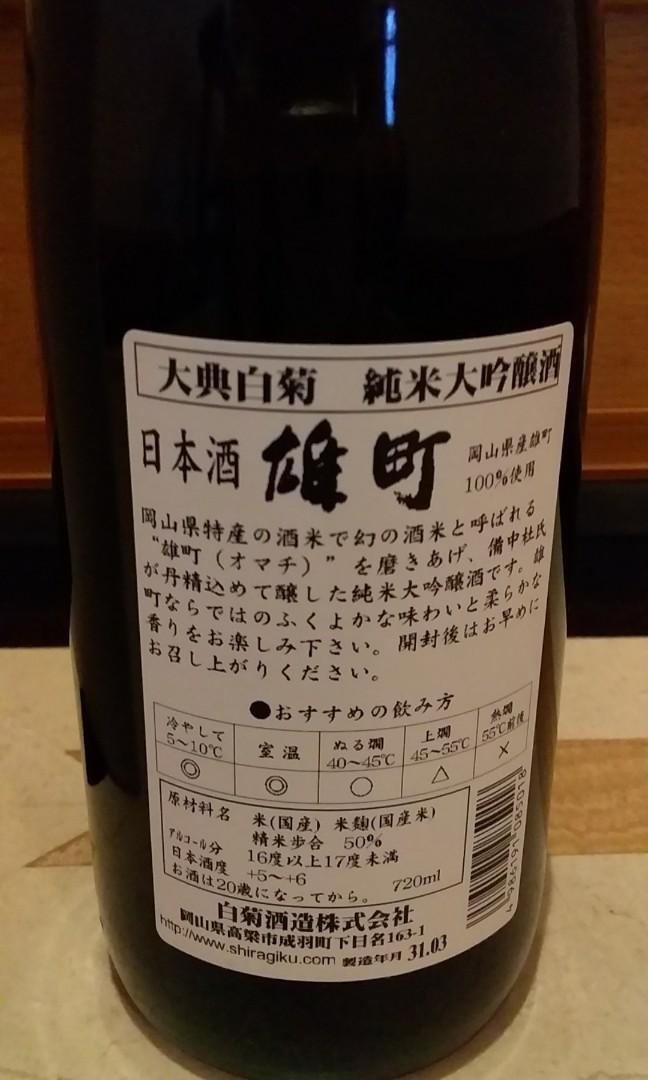 大典白菊 純米大吟醸酒
日本酒 雄町 岡山県産雄町
100%使用
岡山県特産の酒米で幻の酒米と呼ばれる
“雄町（オマチ）”を磨きあげ、備中杜氏
が丹精込めて醸した純米大吟醸酒です。雄
町ならではのふくよかな味わいと柔らかな
香りをお楽しみ下さい。開封後はお早めに
お召し上がりください。
●おすすめの飲み方
冷やして 5～10℃ 室温 ぬる燗 40～45℃ 上燗 45～55℃ 熱燗 55℃前後
◎ ◎ ○ △ ×
原材料名 米(国産) 米麹(国産米)
精米歩合 50%
アルコール分 16度以上17度未満
日本酒度 +5～+6
お酒は20歳になってから。 720ml
4 986191 085918
白菊酒造株式会社
岡山県高梁市成羽町下日名163-1
http://www.shiragiku.com 製造年月 31.03